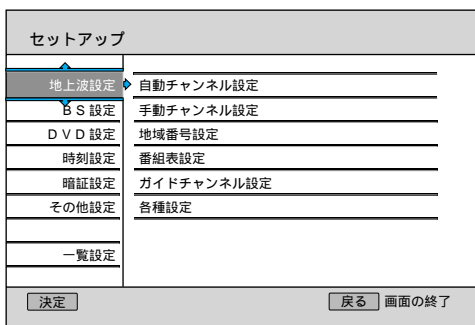 セットアップ
地上波設定
自動チャンネル設定
BS設定
手動チャンネル設定
DVD設定
地域番号設定
時刻設定
番組表設定
暗証設定
ガイドチャンネル設定
その他設定
各種設定
一覧設定
決定
戻る 画面の終了